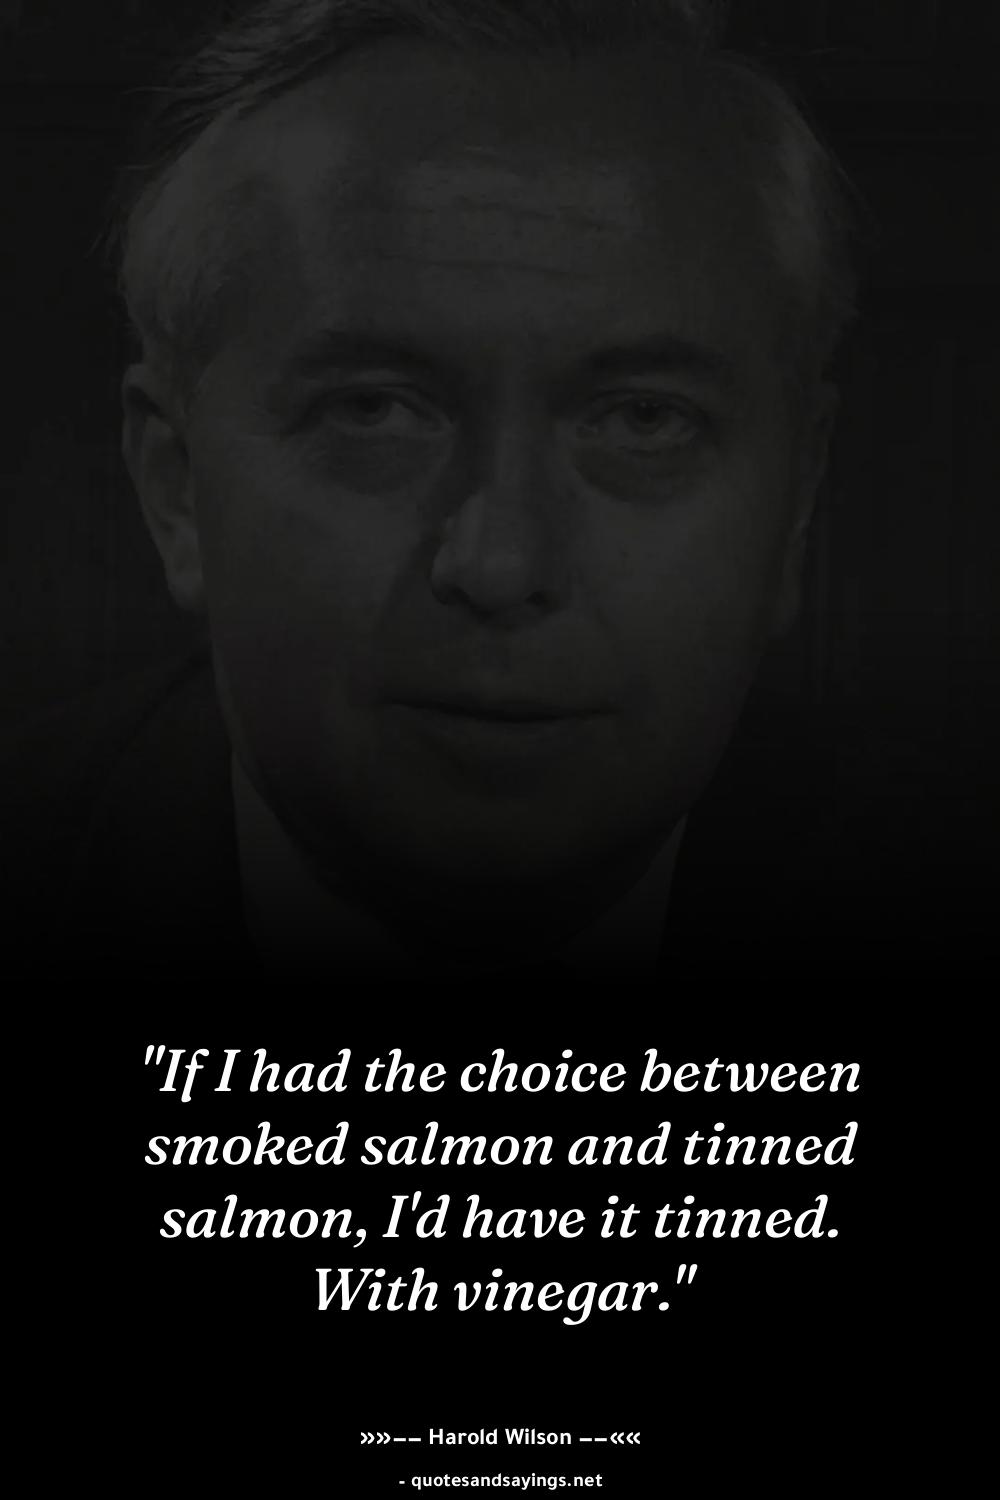 "If I had the choice between
smoked salmon and tinned
salmon, I'd have it tinned.
With vinegar."
»»−− Harold Wilson −−««
- quotesandsayings.net